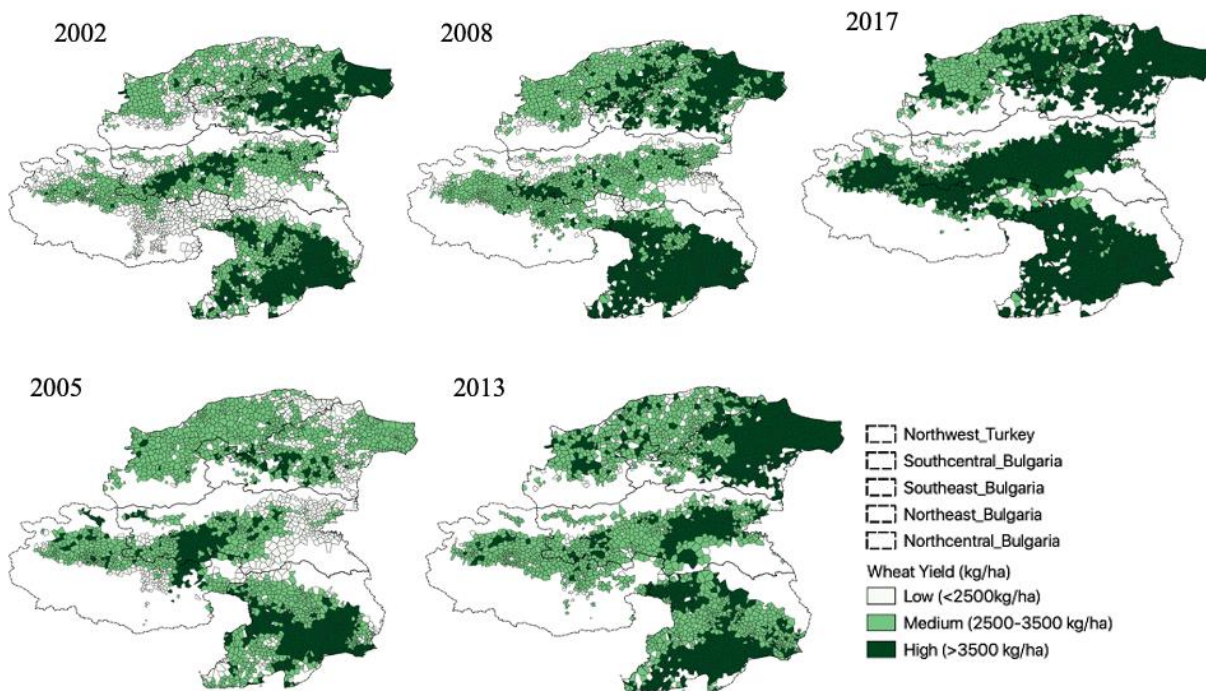 2002
2008
2017
2005
2013
Northwest_Turkey
Southcentral_Bulgaria
Southeast_Bulgaria
Northeast_Bulgaria
Northcentral_Bulgaria
Wheat Yield (kg/ha)
Low (<2500kg/ha)
Medium (2500-3500 kg/ha)
High (>3500 kg/ha)